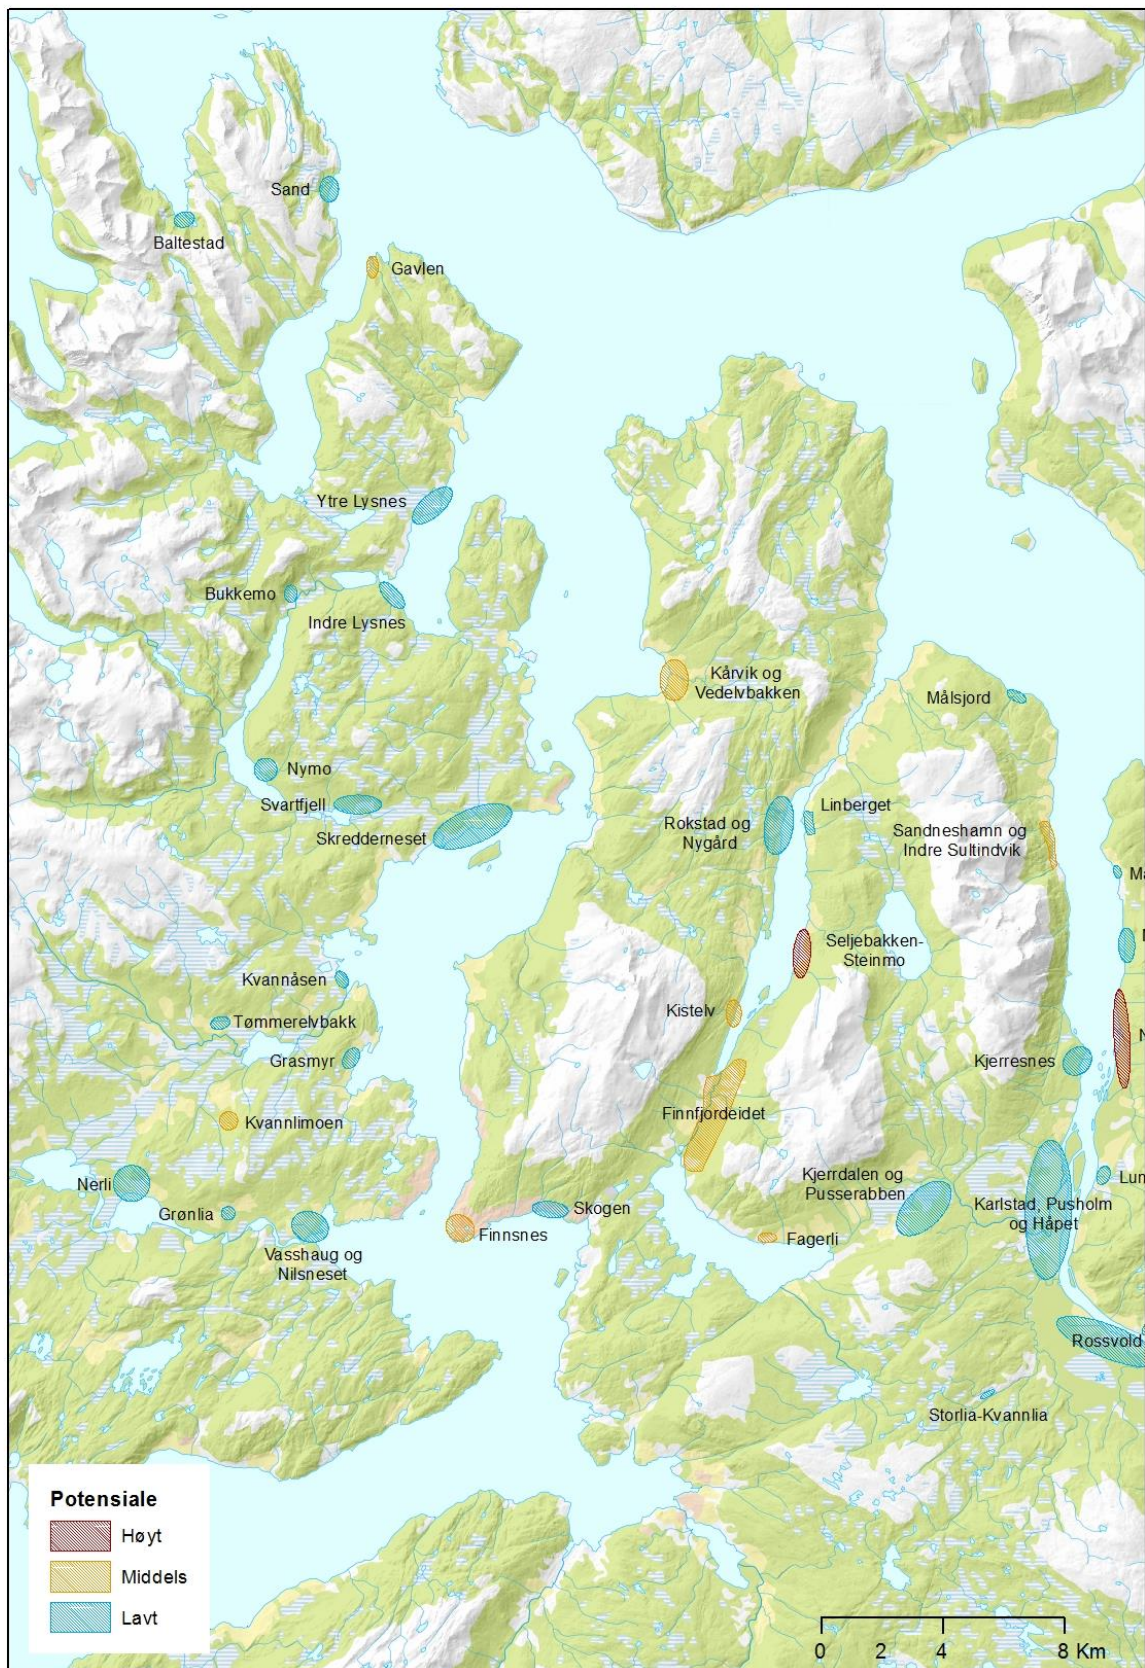 Sand
Baltestad
Gavlen
Ytre Lysnes
Bukkemo
Indre Lysnes
Kårvik og
Vedelvbakken
Målsjord
Nymo
Svartfjell
Skredderneset
Rokstad og
Nygård
Linberget
Sandneshamn og
Indre Sultindvik
Seljebakken-
Steinmo
Kvannåsen
Tømmerelvbakk
Grasmyr
Kistelv
Kjerresnes
Finnfjordeidet
Kvannlimoen
Nerli
Grønlia
Vasshaug og
Nilsneset
Skogen
Finnsnes
Kjerrdalen og
Pusserabben
Fagerli
Karlstad, Pusholm
og Håpet
Rossvold
Storlia-Kvannlia
Potensiale
Høyt
Middels
Lavt
0 2 4 8 Km